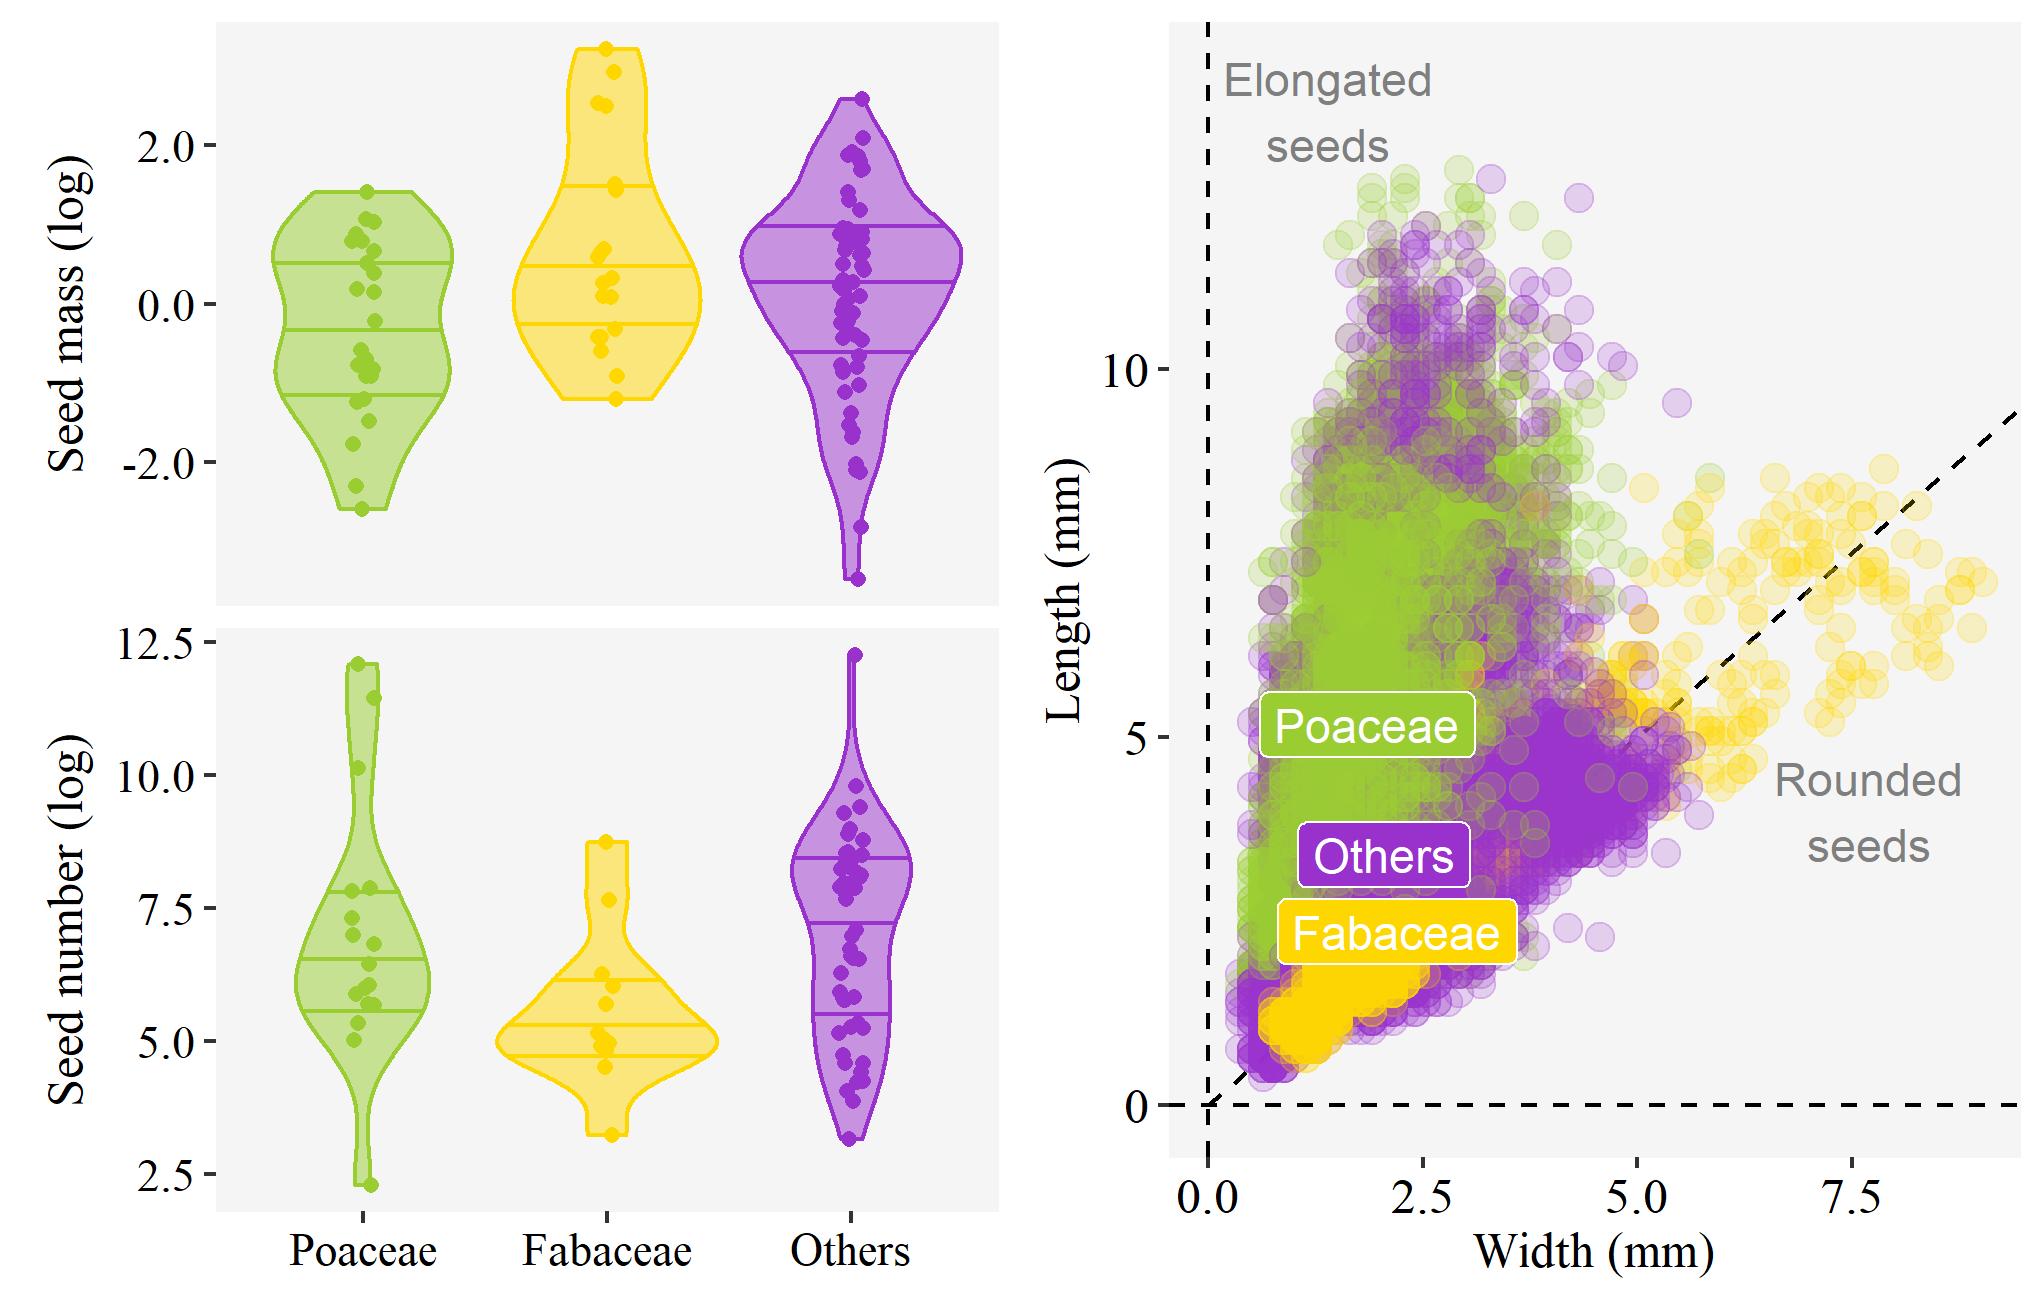 Seed mass (log)
2.0
0.0
-2.0
Seed number (log)
12.5
10.0
7.5
5.0
2.5
Poaceae
Fabaceae
Others
Length (mm)
10
5
0
Elongated
seeds
Poaceae
Others
Fabaceae
Rounded
seeds
0.0
2.5
5.0
7.5
Width (mm)